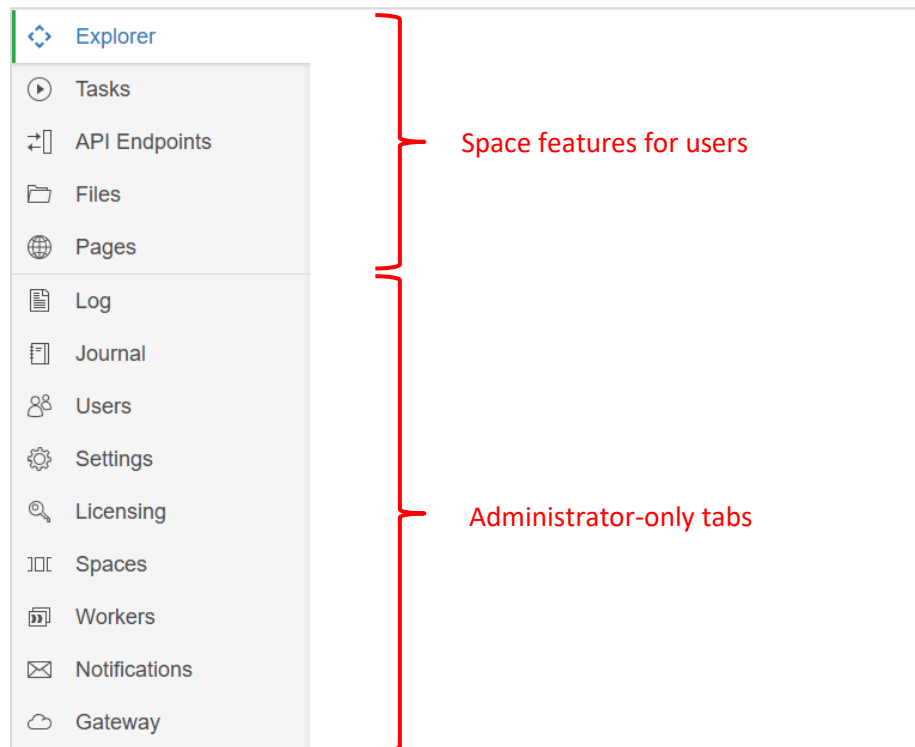 Explorer
Tasks
API Endpoints
Space features for users
Files
Pages
Log
Journal
Users
Settings
Licensing
Administrator-only tabs
Spaces
Workers
Notifications
Gateway